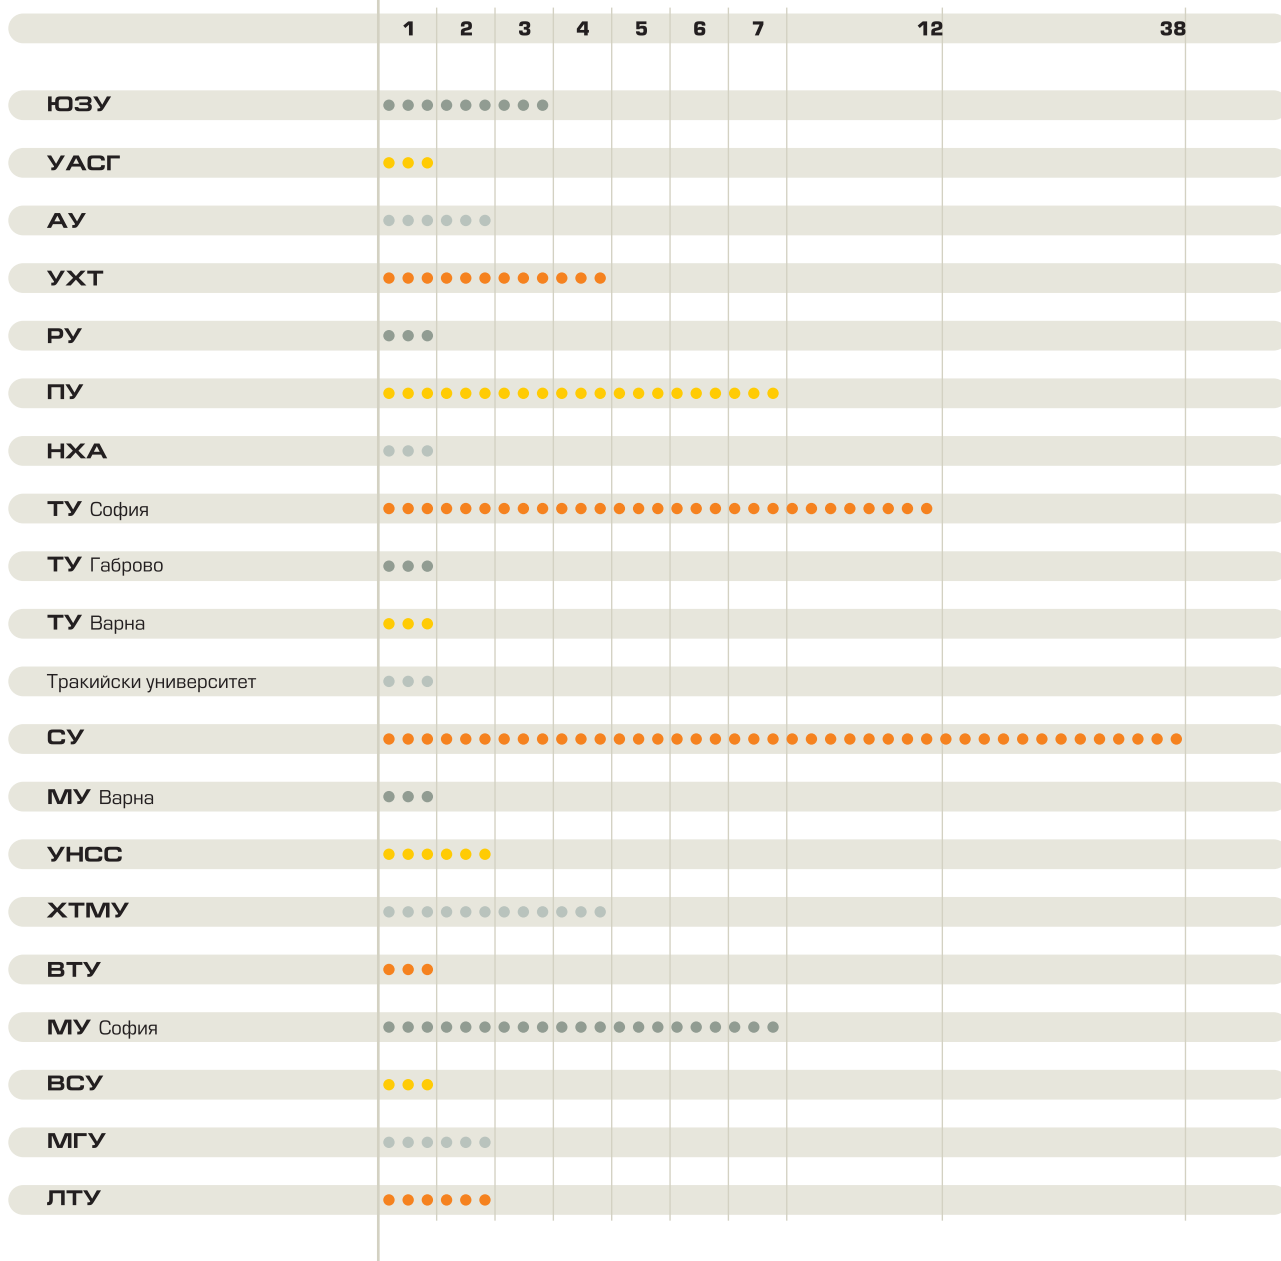 1 2 3 4 5 6 7 12 38
ЮЗУ
УАСГ
АУ
УХТ
РУ
ПУ
НХА
ТУ София
ТУ Габрово
ТУ Варна
Тракийски университет
СУ
МУ Варна
УНСС
ХТМУ
ВТУ
МУ София
ВСУ
МГУ
ЛТУ